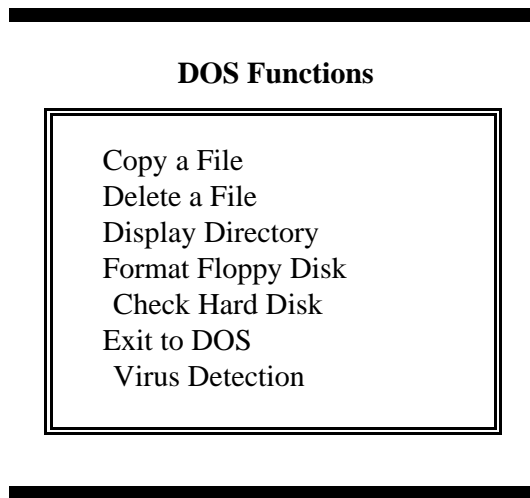 DOS Functions
Copy a File
Delete a File
Display Directory
Format Floppy Disk
Check Hard Disk
Exit to DOS
Virus Detection